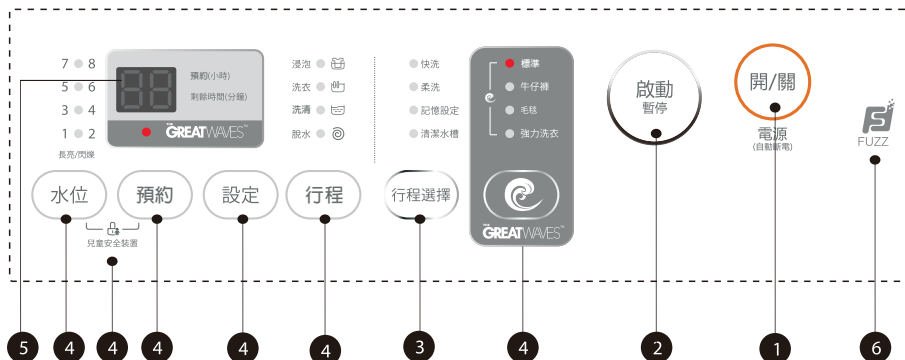 7 8
5 6
3 4
1 2
長亮/閃爍
88
預約(小時)
剩餘時間(分鐘)
THE GREATWAVES™
浸泡
洗衣
洗清
脫水
快洗
柔洗
記憶設定
清潔水槽
標準
牛仔褲
毛毯
強力洗衣
THE GREATWAVES™
啟動
暫停
開/關
電源
(自動斷電)
FUZZ
水位
預約
設定
行程
行程選擇
兒童安全裝置
5 4 4 4 4 4 3 4 2 1 6